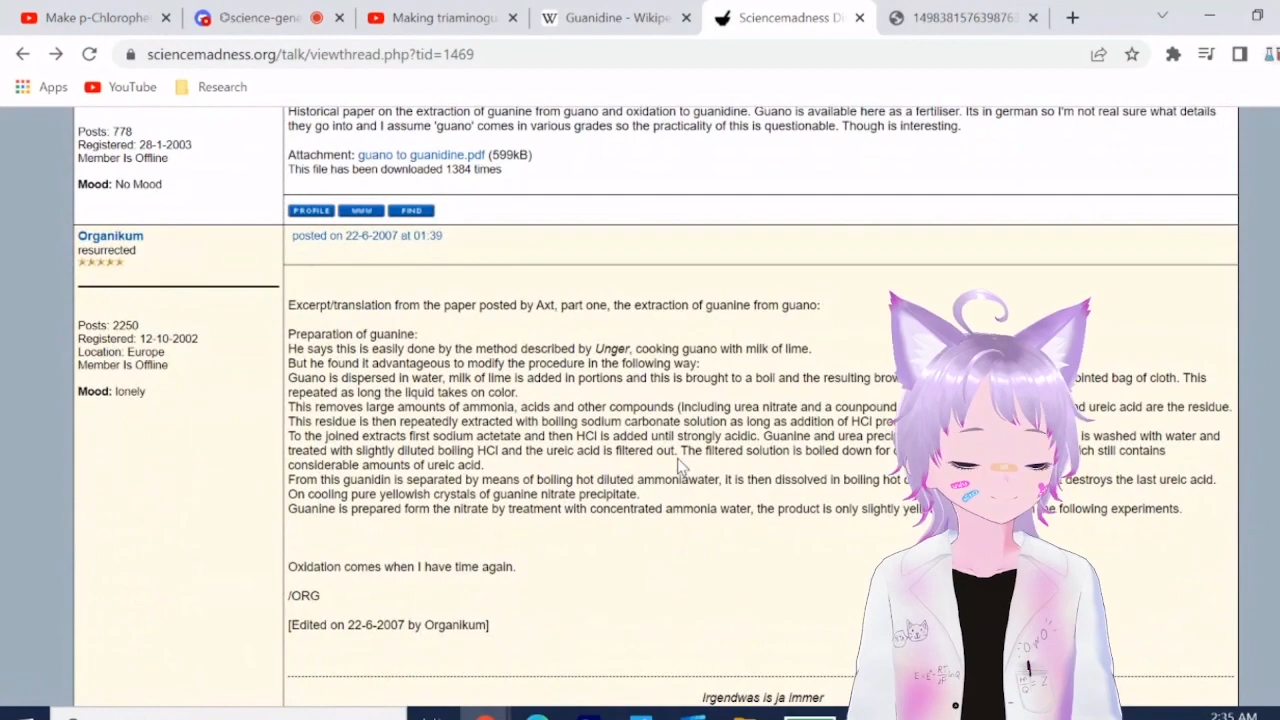 Make p-Chlorophe
science-gene
Making triaminogu
Guanidine - Wikipe
Sciencemadness Di
1498381576398763
sciencemadness.org/talk/viewthread.php?tid=1469
Apps
YouTube
Research
Historical paper on the extraction of guanine from guano and oxidation to guanidine. Guano is available here as a fertiliser. Its in german so I'm not real sure what details
they go into and I assume 'guano' comes in various grades so the practicality of this is questionable. Though is interesting.
Posts: 778
Registered: 28-1-2003
Member Is Offline
Mood: No Mood
Attachment: guano to guanidine.pdf (599kB)
This file has been downloaded 1384 times
PROFILE WWW FIND
Organikum
resurrected
posted on 22-6-2007 at 01:39
Posts: 2250
Registered: 12-10-2002
Location: Europe
Member Is Offline
Mood: lonely
Excerpt/translation from the paper posted by Axt, part one, the extraction of guanine from guano:
Preparation of guanine:
He says this is easily done by the method described by Unger, cooking guano with milk of lime.
But he found it advantageous to modify the procedure in the following way:
Guano is dispersed in water, milk of lime is added in portions and this is brought to a boil and the resulting brow ointed bag of cloth. This
repeated as long the liquid takes on color.
This removes large amounts of ammonia, acids and other compounds (including urea nitrate and a counpound nd ureic acid are the residue.
This residue is then repeatedly extracted with boiling sodium carbonate solution as long as addition of HCl pro
To the joined extracts first sodium actetate and then HCl is added until strongly acidic. Guanine and urea preci is washed with water and
treated with slightly diluted boiling HCl and the ureic acid is filtered out. The filtered solution is boiled down for ch still contains
considerable amounts of ureic acid.
From this guanidin is separated by means of boiling hot diluted ammoniawater, it is then dissolved in boiling hot destroys the last ureic acid.
On cooling pure yellowish crystals of guanine nitrate precipitate.
Guanine is prepared form the nitrate by treatment with concentrated ammonia water, the product is only slightly yell he following experiments.
Oxidation comes when I have time again.
/ORG
[Edited on 22-6-2007 by Organikum]
Irgendwas is ja immer
2:35 AM